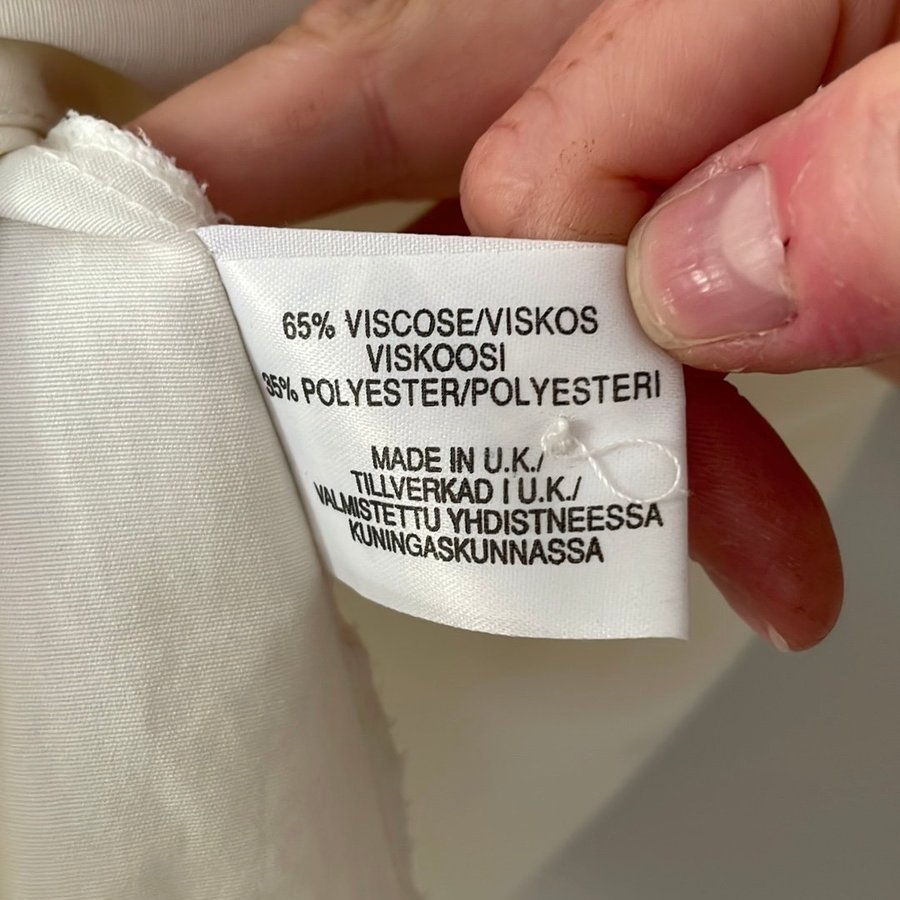 65% VISCOSE/VISKOS
VISKOOSI
35% POLYESTER/POLYESTERI
MADE IN U.K./
TILLVERKAD I U.K./
VALMISTETTU YHDISTNEESSA
KUNINGASKUNNASSA